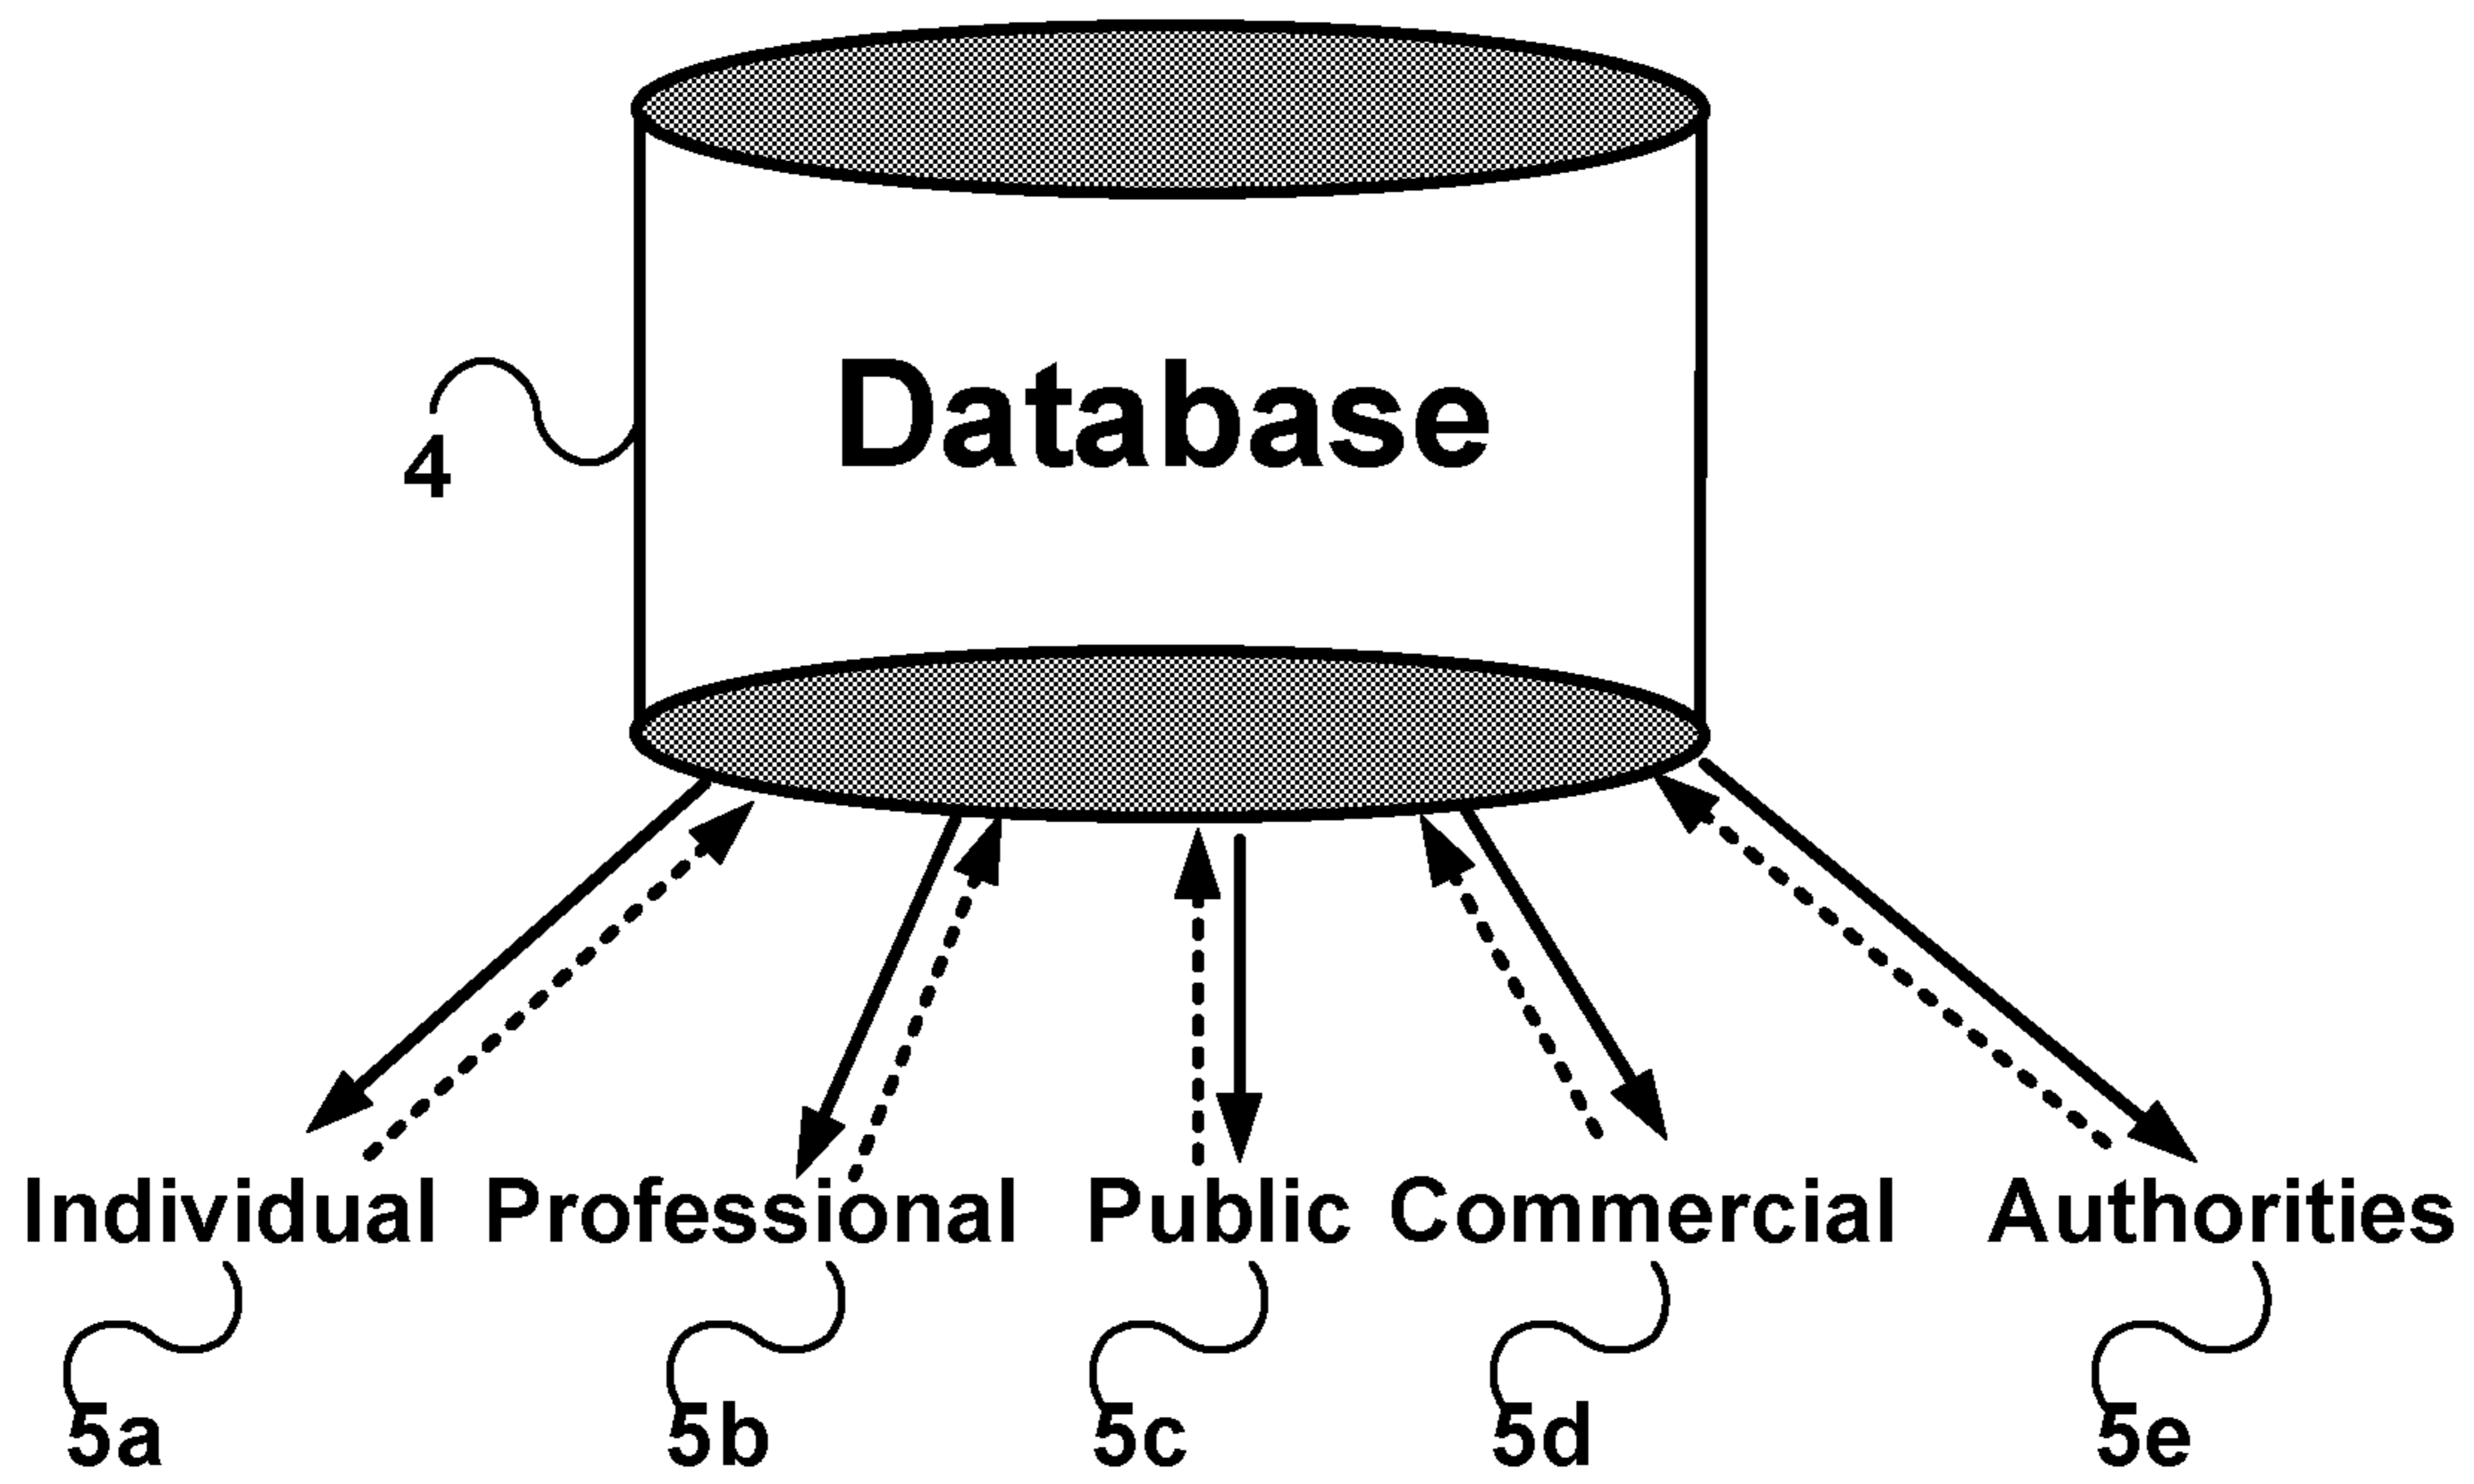 Database
4
Individual Professional Public Commercial Authorities
5a 5b 5c 5d 5e